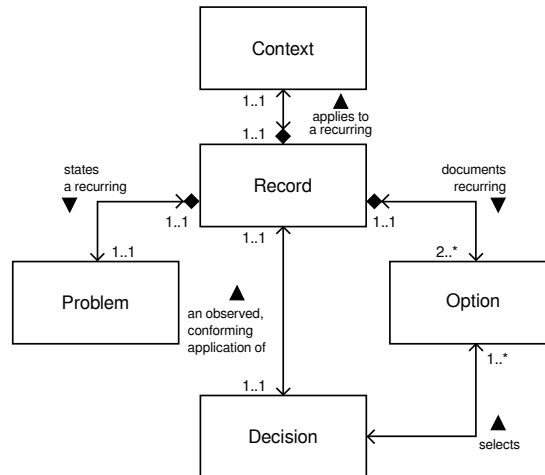 Context
1..1
applies to
a recurring
1..1
states
a recurring
Record
documents
recurring
1..1
1..1
1..1
1..1
2..*
Problem
an observed,
conforming
application of
Option
1..*
1..1
Decision
selects